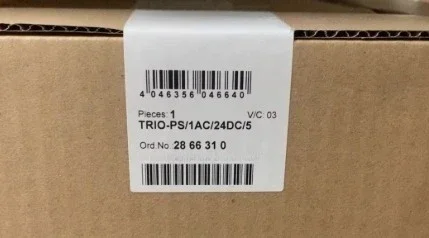 4 046356 046640
Pieces: 1 V/C: 03
TRIO-PS/1AC/24DC/5
Ord.No. 28 66 31 0